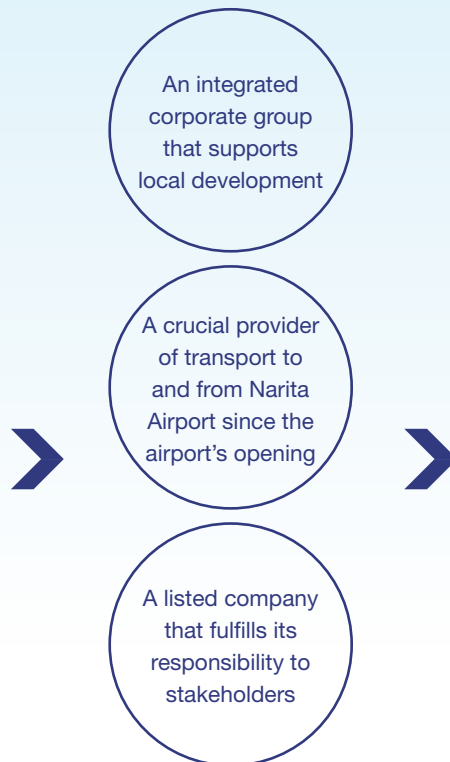 An integrated
corporate group
that supports
local development
A crucial provider
of transport to
and from Narita
Airport since the
airport’s opening
A listed company
that fulfills its
responsibility to
stakeholders